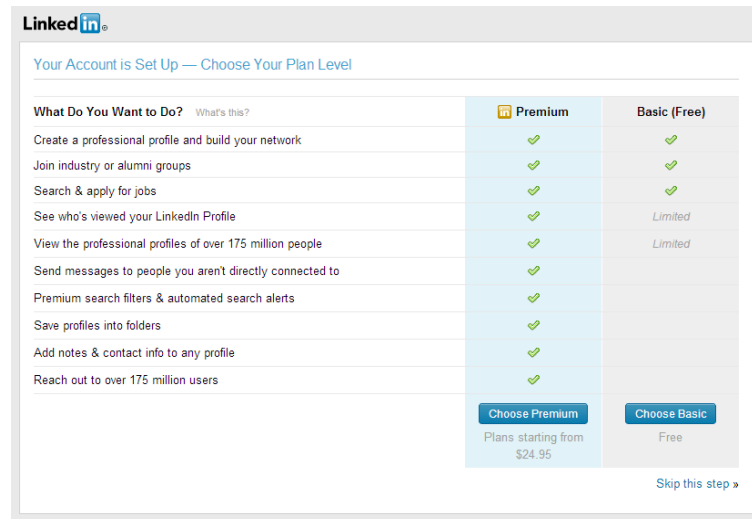 Linked in ®
Your Account is Set Up — Choose Your Plan Level
What Do You Want to Do? What's this? Premium Basic (Free)
Create a professional profile and build your network
Join industry or alumni groups
Search & apply for jobs
See who's viewed your LinkedIn Profile Limited
View the professional profiles of over 175 million people Limited
Send messages to people you aren't directly connected to
Premium search filters & automated search alerts
Save profiles into folders
Add notes & contact info to any profile
Reach out to over 175 million users
Choose Premium Choose Basic
Plans starting from Free
$24.95
Skip this step »